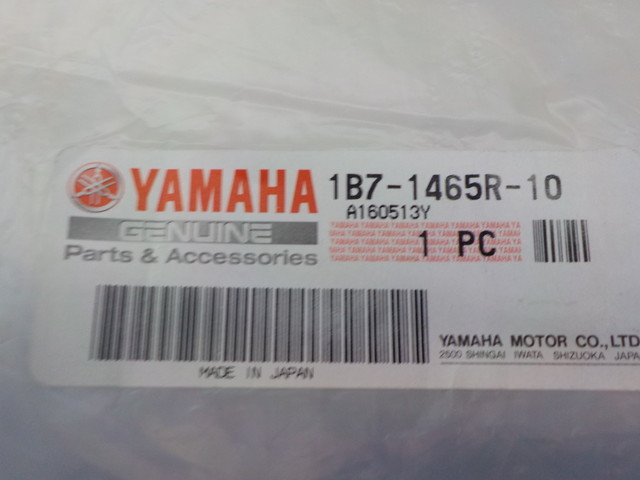 YAMAHA 1B7-1465R-10
GENUINE A160513Y
Parts & Accessories 1 PC
YAMAHA MOTOR CO.,LTD
2500 SHINGAI IWATA SHIZUOKA JAPA
MADE IN JAPAN